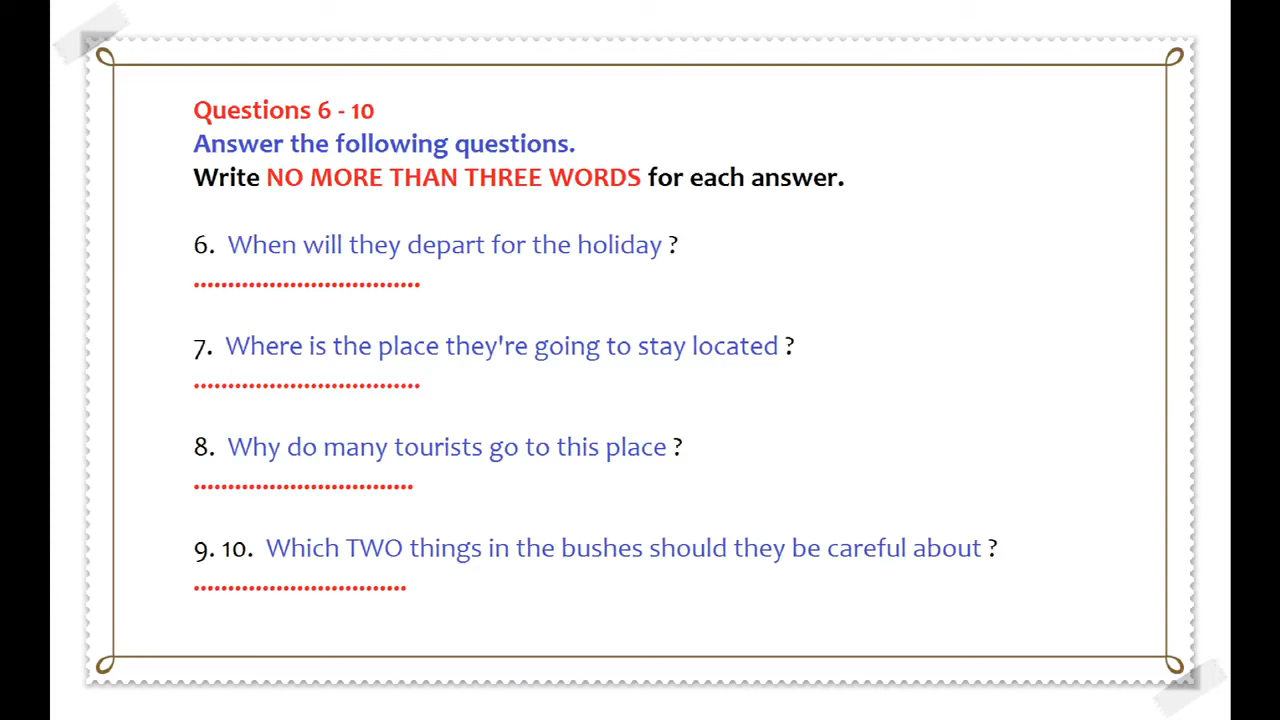 Questions 6 - 10
Answer the following questions.
Write NO MORE THAN THREE WORDS for each answer.
6. When will they depart for the holiday ?
.................................
7. Where is the place they're going to stay located ?
.................................
8. Why do many tourists go to this place ?
................................
9. 10. Which TWO things in the bushes should they be careful about ?
...............................